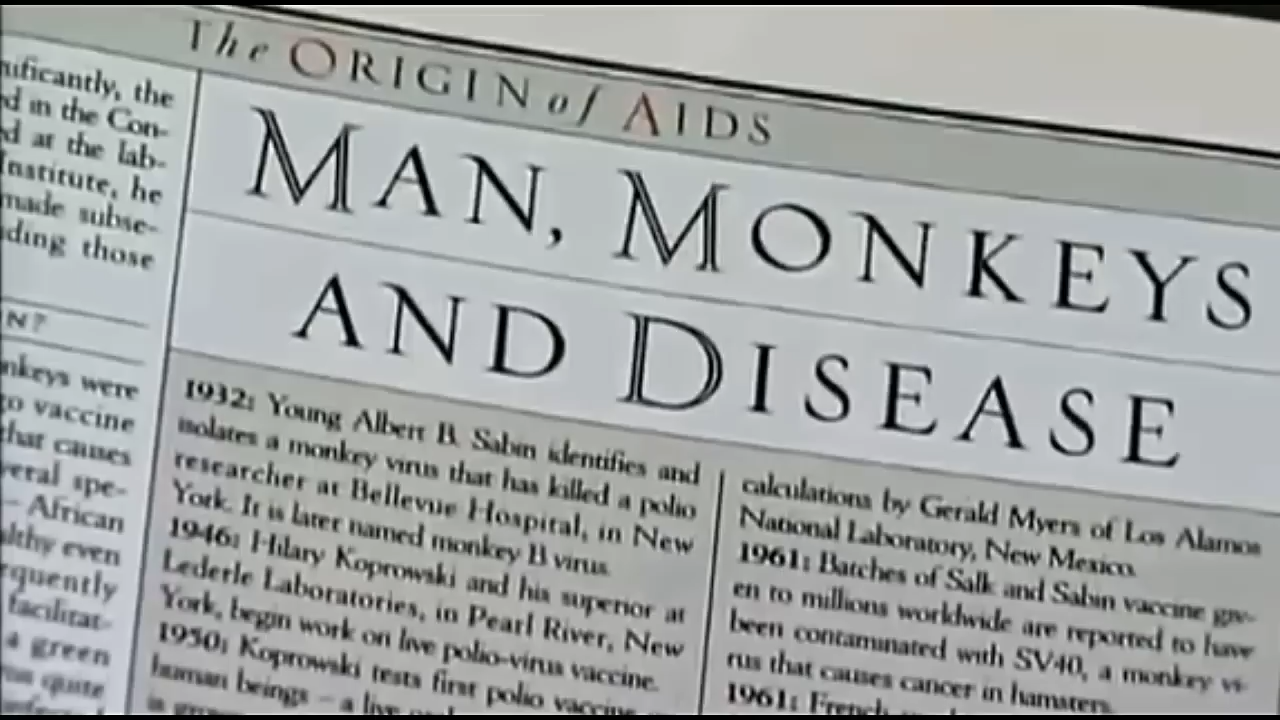 The ORIGIN of AIDS
MAN, MONKEYS
AND DISEASE
the
d in the Con-
d at the lab-
Institute, he
made subse-
ding those
N?
nkeys were
to vaccine
that causes
veral spe-
– African
althy even
equently
facilitat-
a green
quite
1932: Young Albert B. Sabin identifies and
isolates a monkey virus that has killed a polio
researcher at Bellevue Hospital, in New
York. It is later named monkey B virus.
1946: Hilary Koprowski and his superior at
Lederle Laboratories, in Pearl River, New
York, begin work on live polio-virus vaccine.
1950: Koprowski tests first polio vaccine
human beings – a live
calculations by Gerald Myers of Los Alamos
National Laboratory, New Mexico.
1961: Batches of Salk and Sabin vaccine giv-
en to millions worldwide are reported to have
been contaminated with SV40, a monkey vi-
rus that causes cancer in hamsters.
1961: French